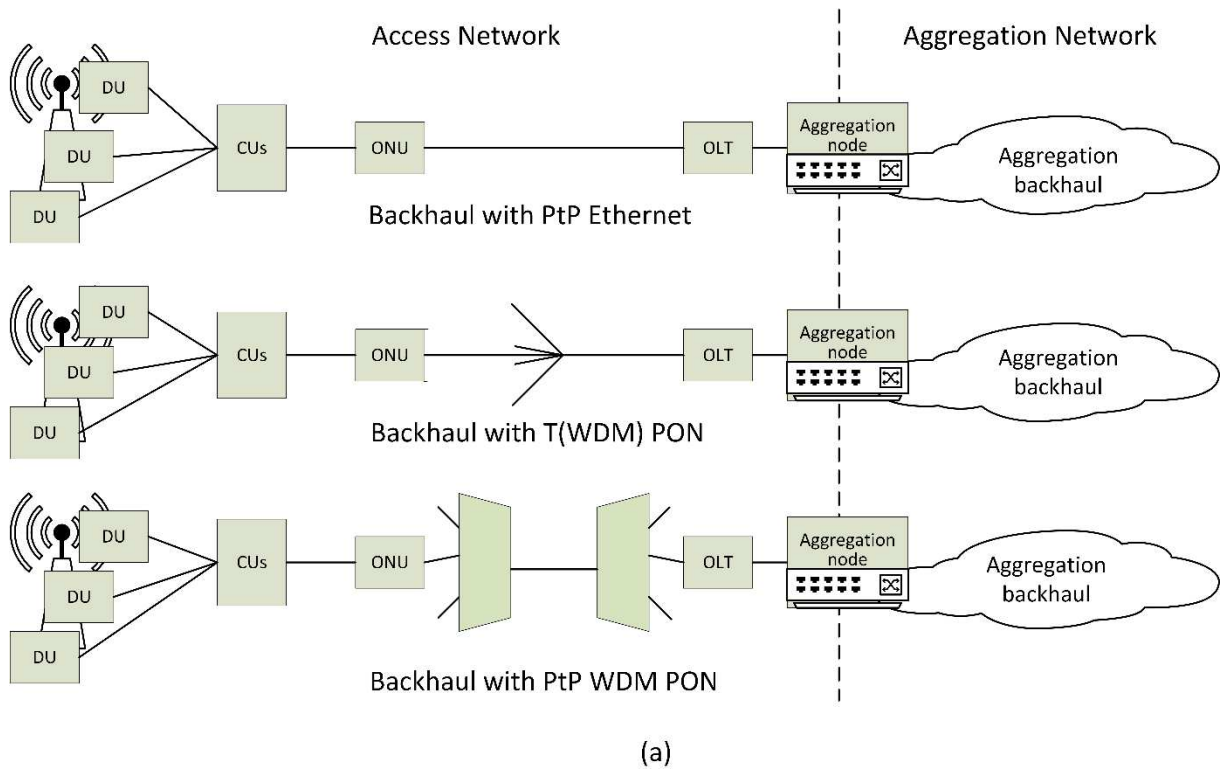 Access Network
Aggregation Network
DU
DU
DU
CUs
ONU
OLT
Aggregation
node
Aggregation
backhaul
Backhaul with PtP Ethernet
DU
DU
DU
CUs
ONU
OLT
Aggregation
node
Aggregation
backhaul
Backhaul with T(WDM) PON
DU
DU
DU
CUs
ONU
OLT
Aggregation
node
Aggregation
backhaul
Backhaul with PtP WDM PON
(a)